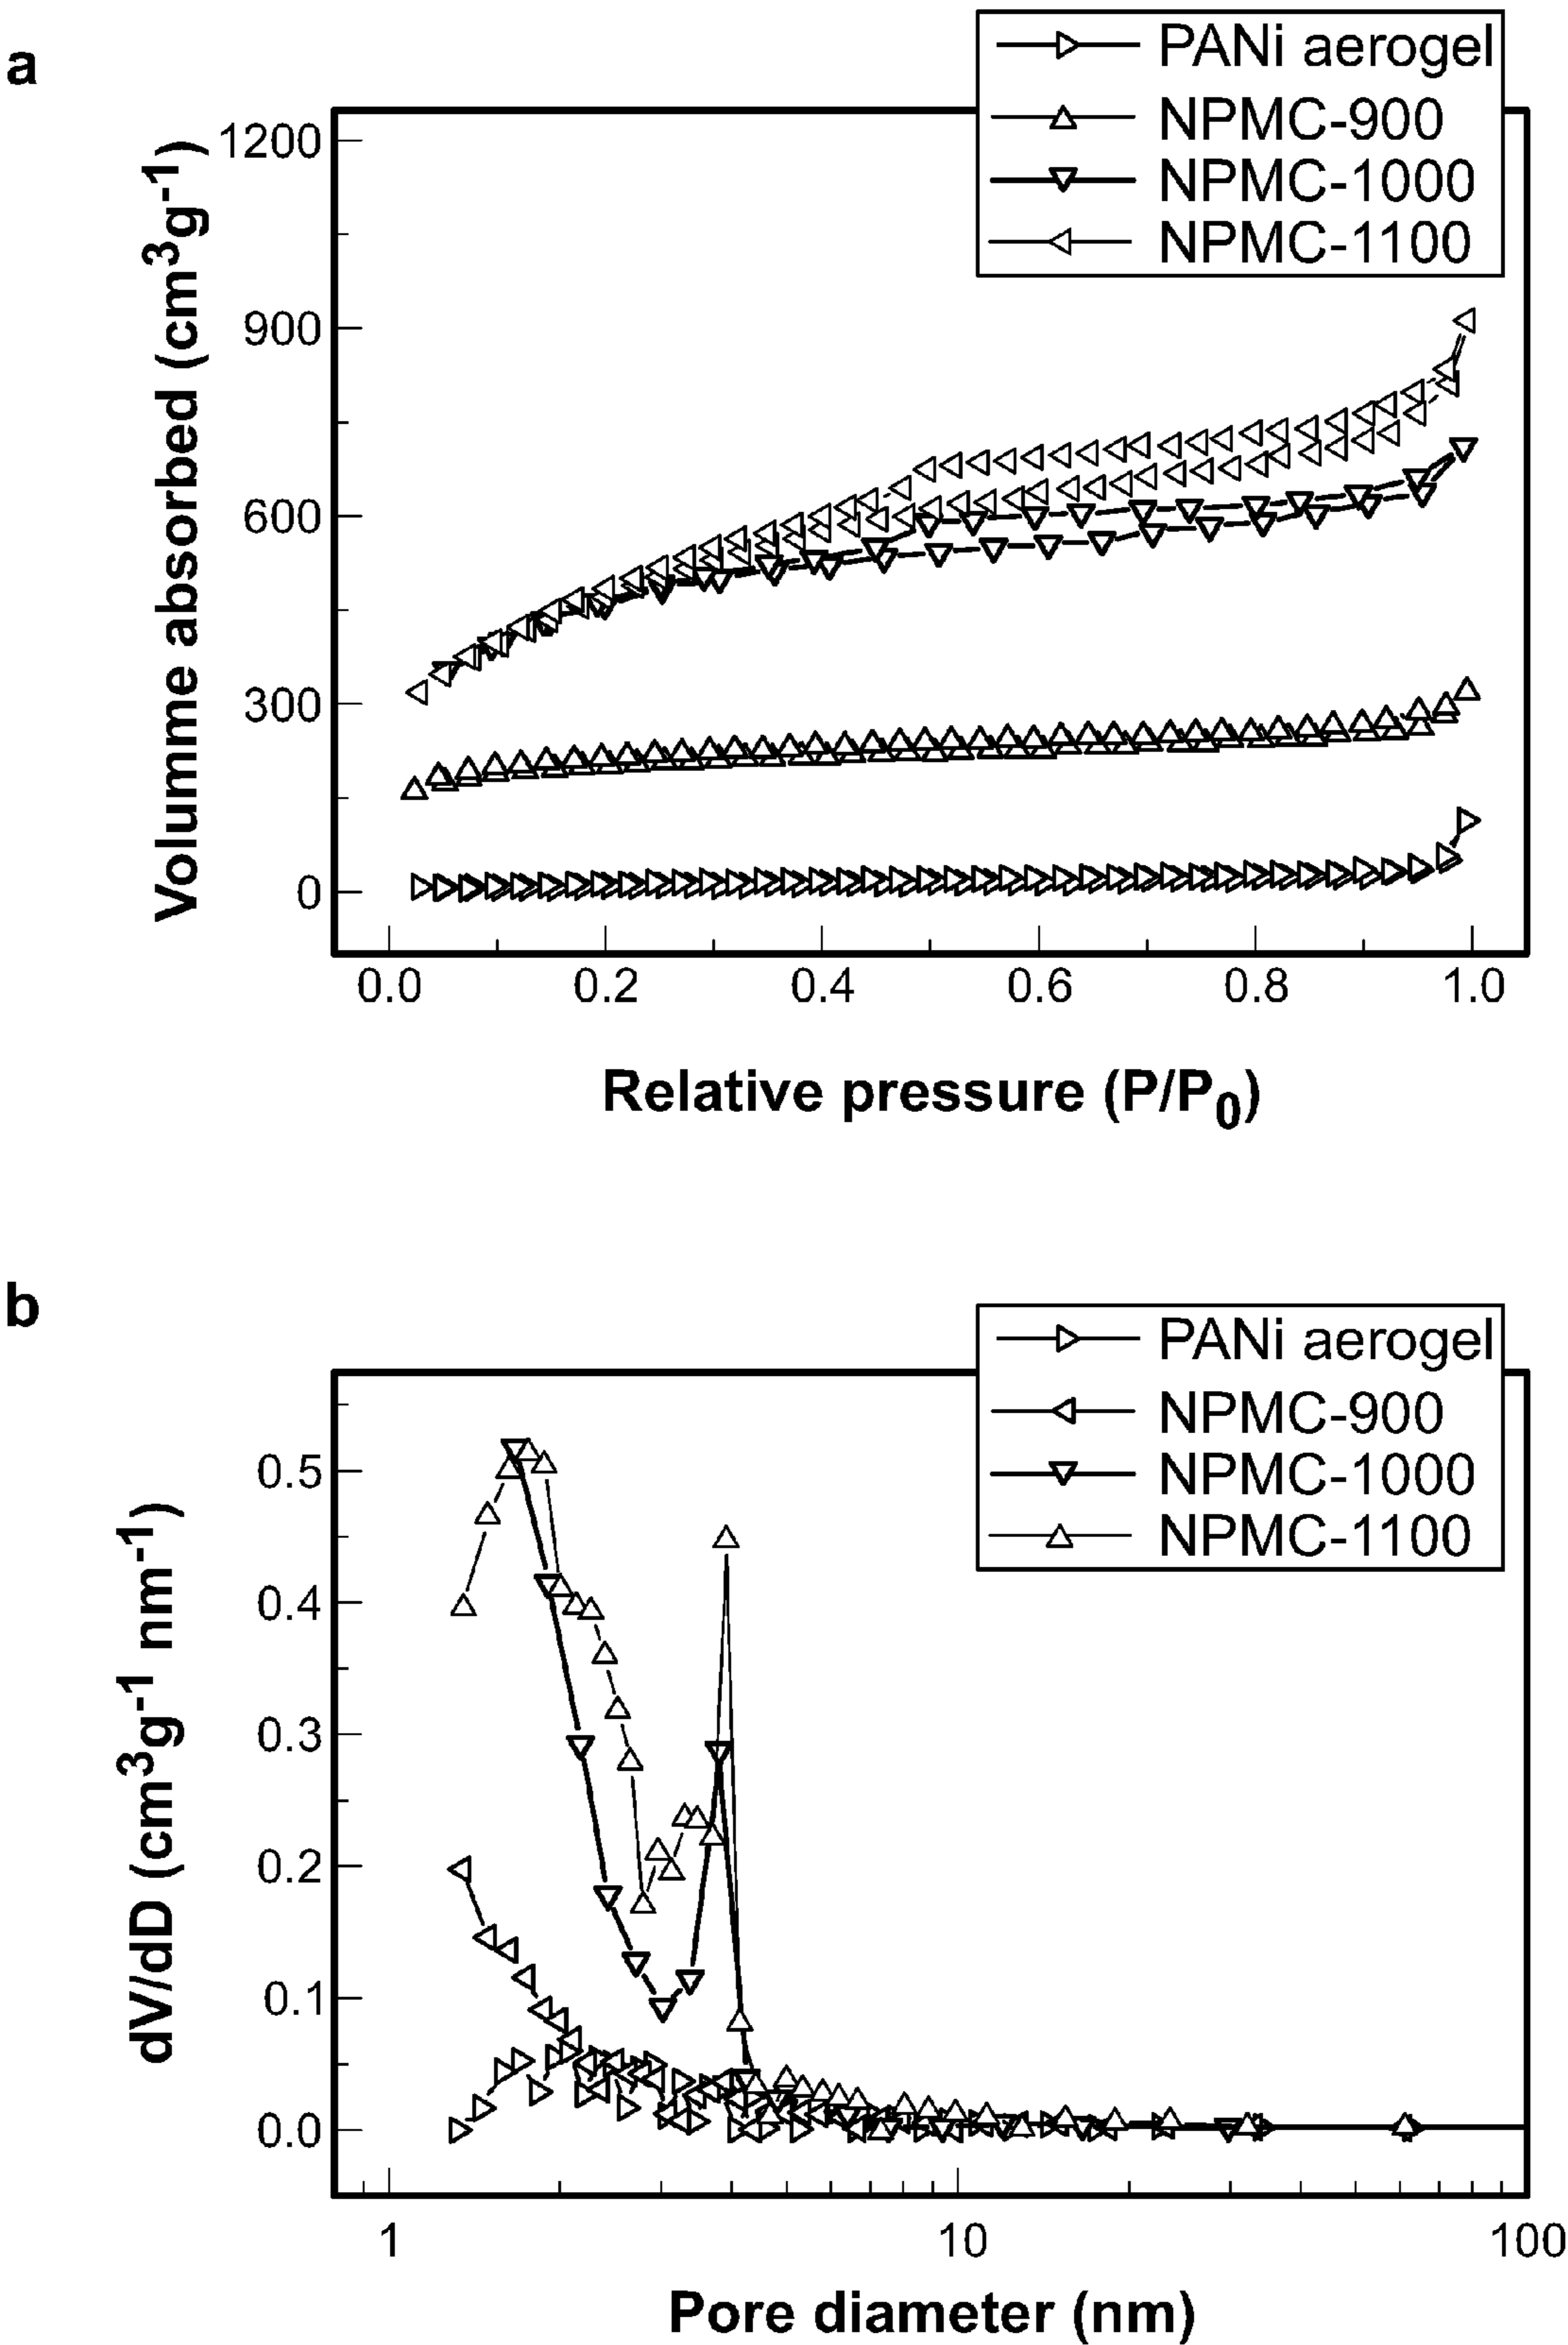 a
PANi aerogel
NPMC-900
NPMC-1000
NPMC-1100
1200
900
600
300
0
Volumme absorbed (cm³g⁻¹)
0.0 0.2 0.4 0.6 0.8 1.0
Relative pressure (P/P₀)
b
PANi aerogel
NPMC-900
NPMC-1000
NPMC-1100
0.5
0.4
0.3
0.2
0.1
0.0
dV/dD (cm³g⁻¹ nm⁻¹)
1 10 100
Pore diameter (nm)